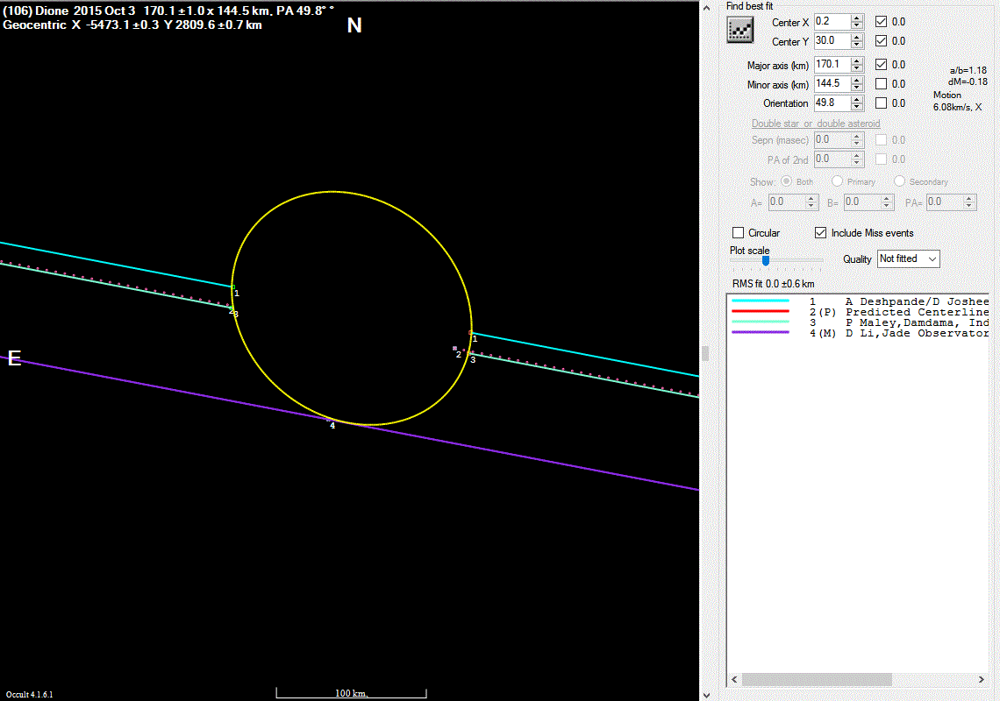 (106) Dione  2015 Oct 3  170.1 ±1.0 x 144.5 km, PA 49.8° °
Geocentric  X  -5473.1 ±0.3  Y 2809.6 ±0.7 km
N
1
2
3
1
2
3
E
4
100 km.
Occult 4.1.6.1
Find best fit
Center X 0.2 0.0
Center Y 30.0 0.0
Major axis (km) 170.1 0.0
a/b=1.18
Minor axis (km) 144.5 0.0
dM=-0.18
Orientation 49.8 0.0
Motion
6.08km/s, X
Double star  or  double asteroid
Sepn (masec) 0.0 0.0
PA of 2nd 0.0 0.0
Show: Both Primary Secondary
A= 0.0 B= 0.0 PA= 0.0
Circular Include Miss events
Plot scale
Quality Not fitted
RMS fit 0.0 ±0.6 km
1 A Deshpande/D Joshee
2(P) Predicted Centerline
3 P Maley,Damdama, Ind
4(M) D Li,Jade Observator